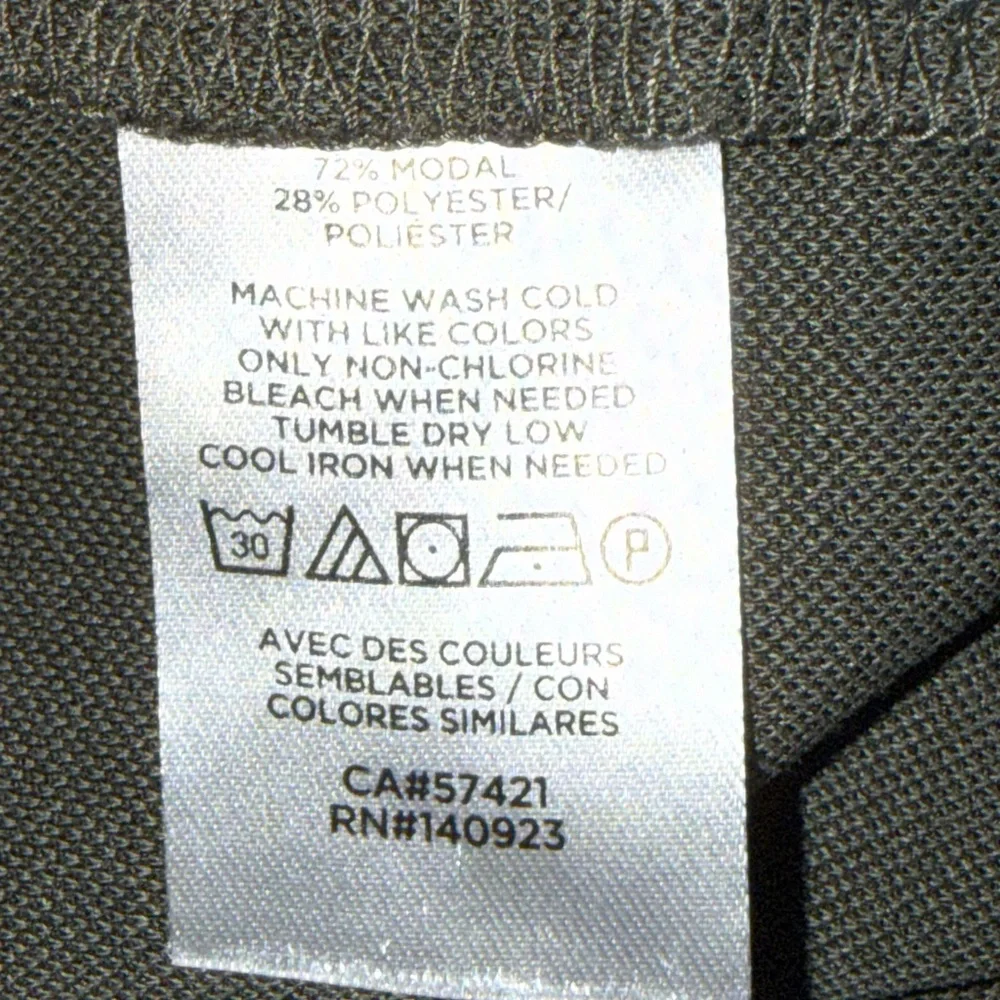 72% MODAL
28% POLYESTER/
POLIÉSTER
MACHINE WASH COLD
WITH LIKE COLORS
ONLY NON-CHLORINE
BLEACH WHEN NEEDED
TUMBLE DRY LOW
COOL IRON WHEN NEEDED
30 P
AVEC DES COULEURS
SEMBLABLES / CON
COLORES SIMILARES
CA#57421
RN#140923